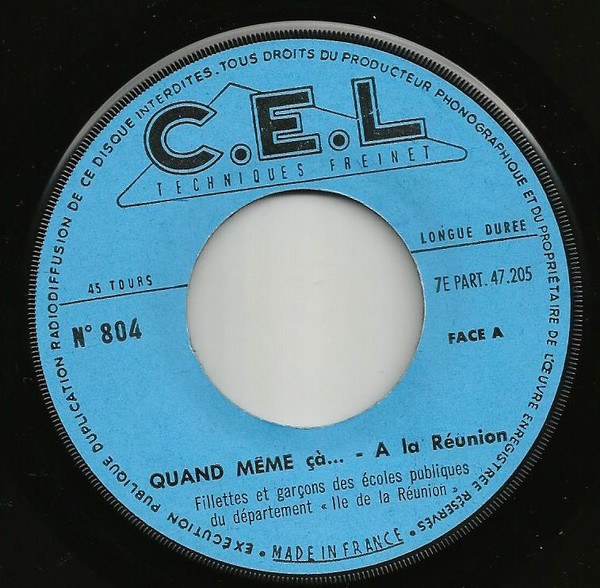 TOUS DROITS DU PRODUCTEUR PHONOGRAPHIQUE ET DU PROPRIÉTAIRE DE L'ŒUVRE ENREGISTRÉE RÉSERVÉS • EXÉCUTION PUBLIQUE DUPLICATION RADIODIFFUSION DE CE DISQUE INTERDITES.
C.E.L
TECHNIQUES FREINET
LONGUE DUREE
45 TOURS
7E PART. 47.205
N° 804
FACE A
QUAND MÊME çà... - A la Réunion
Fillettes et garçons des écoles publiques
du département « Ile de la Réunion »
• MADE IN FRANCE •